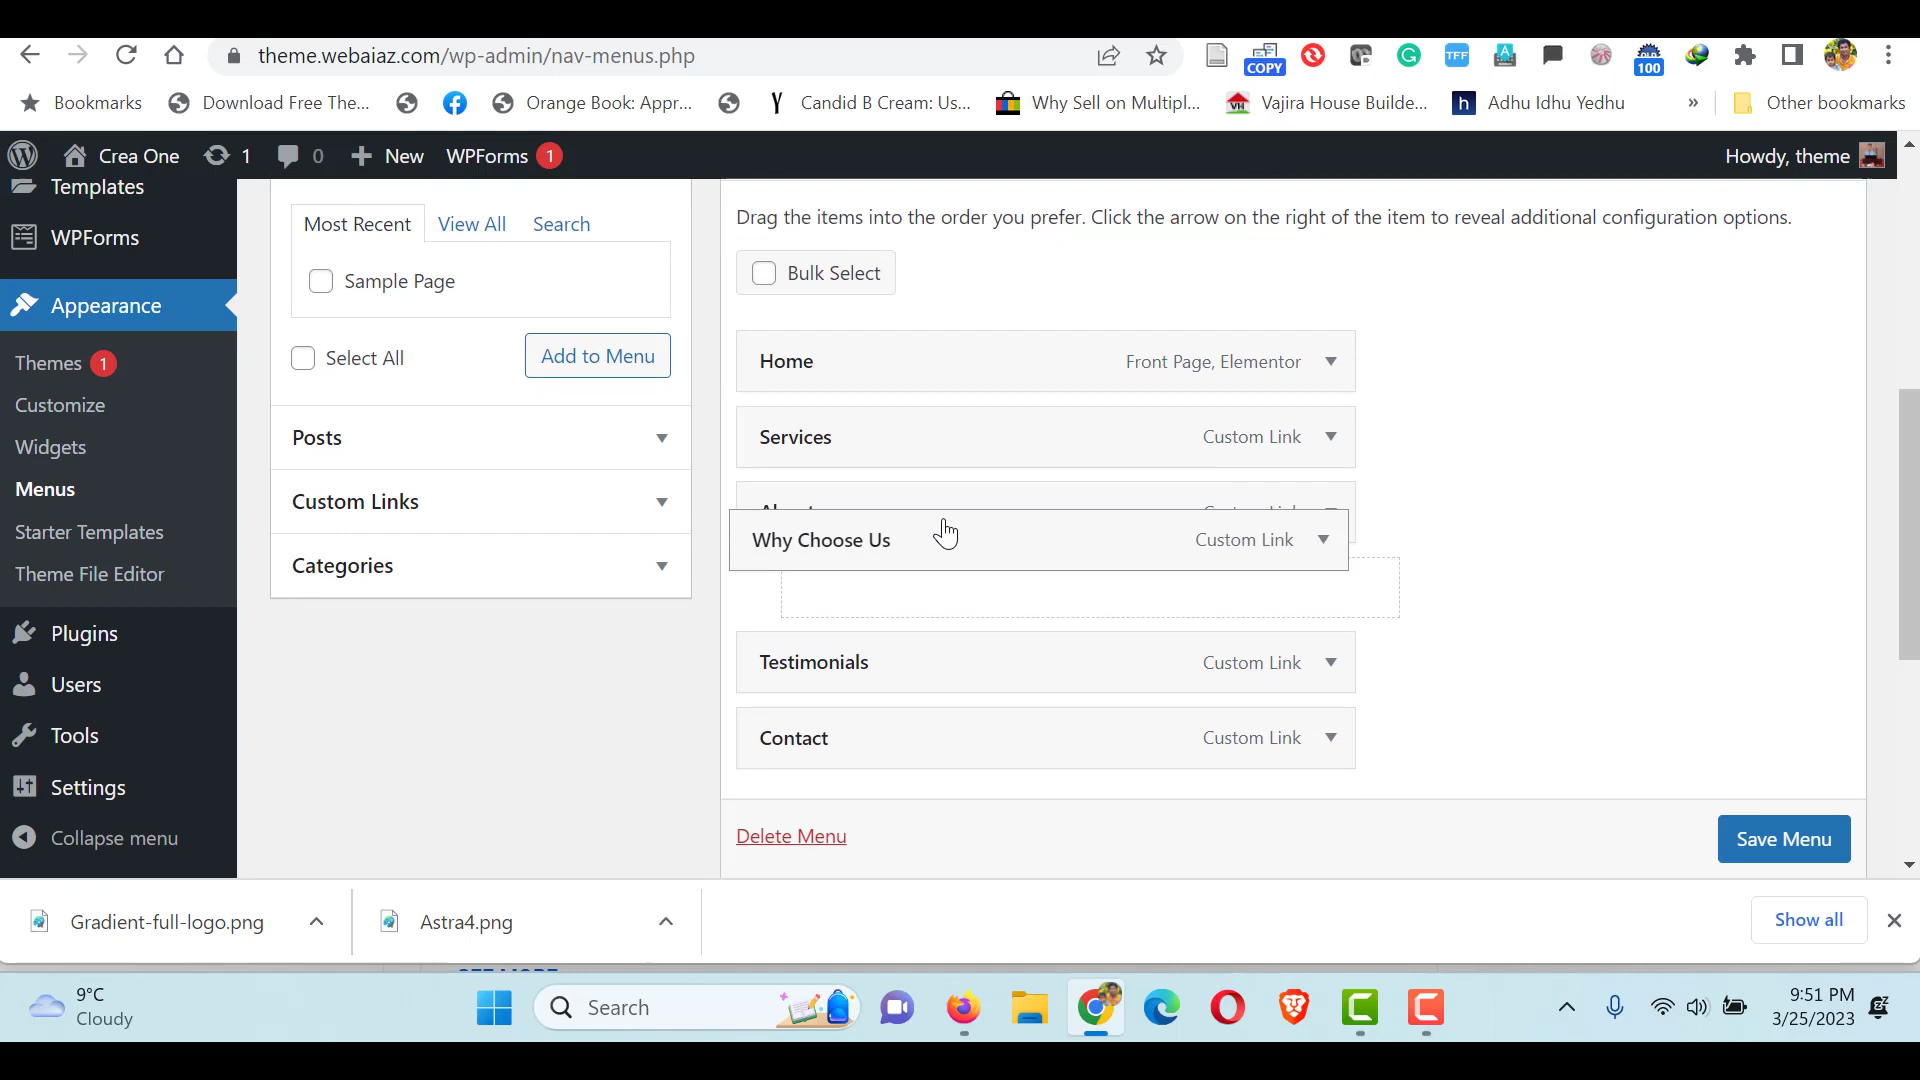 theme.webaiaz.com/wp-admin/nav-menus.php
COPY
TFF
A
100
Bookmarks
Download Free The...
Orange Book: Appr...
Candid B Cream: Us...
Why Sell on Multipl...
VH
Vajira House Builde...
h
Adhu Idhu Yedhu
»
Other bookmarks
Crea One
1
0
New
WPForms 1
Howdy, theme
Templates
WPForms
Appearance
Themes 1
Customize
Widgets
Menus
Starter Templates
Theme File Editor
Plugins
Users
Tools
Settings
Collapse menu
Most Recent
View All
Search
Sample Page
Select All
Add to Menu
Posts
Custom Links
Categories
Drag the items into the order you prefer. Click the arrow on the right of the item to reveal additional configuration options.
Bulk Select
Home
Front Page, Elementor
Services
Custom Link
Why Choose Us
Custom Link
Testimonials
Custom Link
Contact
Custom Link
Delete Menu
Save Menu
Gradient-full-logo.png
Astra4.png
Show all
9°C
Cloudy
Search
9:51 PM
3/25/2023